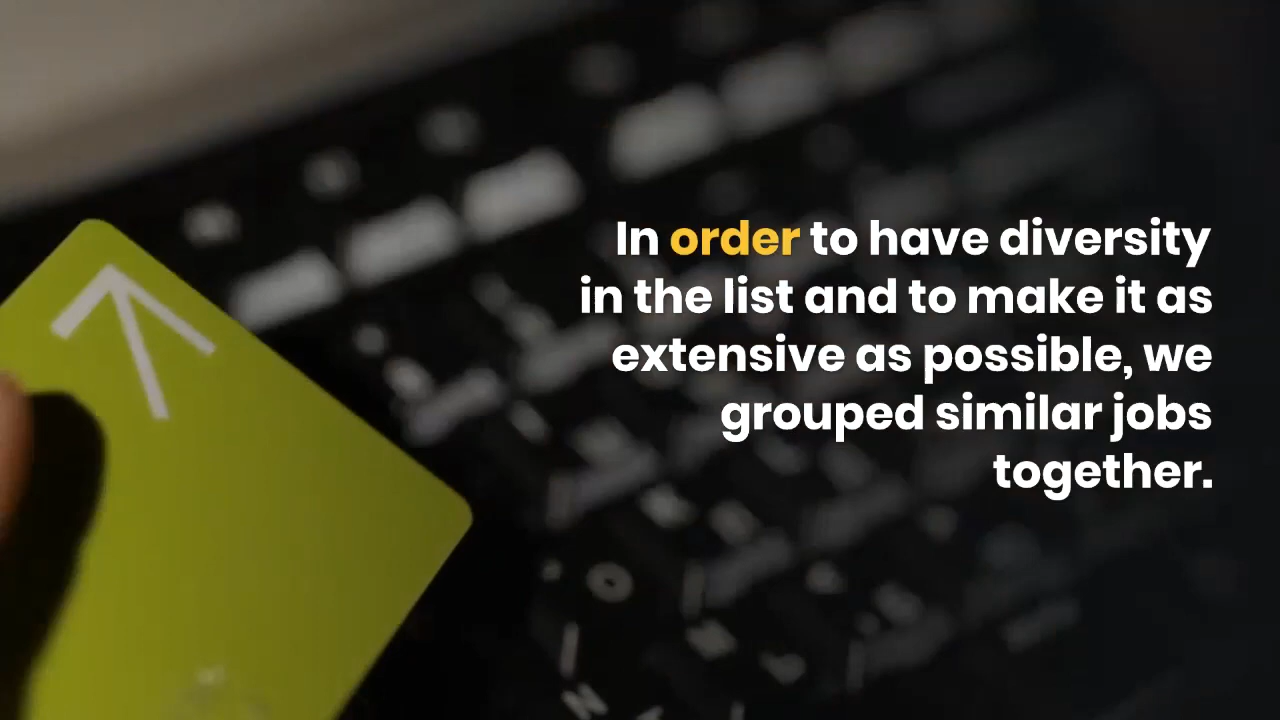 In order to have diversity
in the list and to make it as
extensive as possible, we
grouped similar jobs
together.